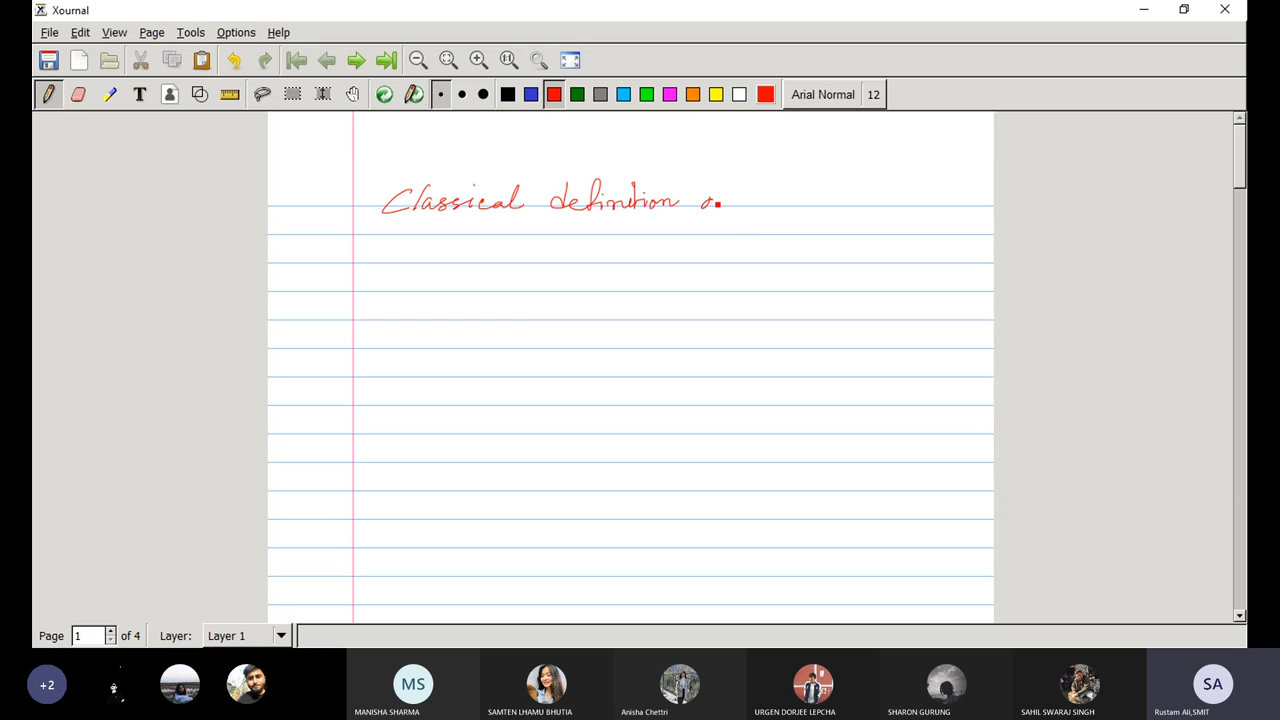 Xournal
File Edit View Page Tools Options Help
Arial Normal 12
Classical definition o
Page 1 of 4 Layer: Layer 1
+2 MS SA
MANISHA SHARMA SAMTEN LHAMU BHUTIA Anisha Chettri URGEN DORJEE LEPCHA SHARON GURUNG SAHIL SWARAJ SINGH Rustam Ali,SMIT